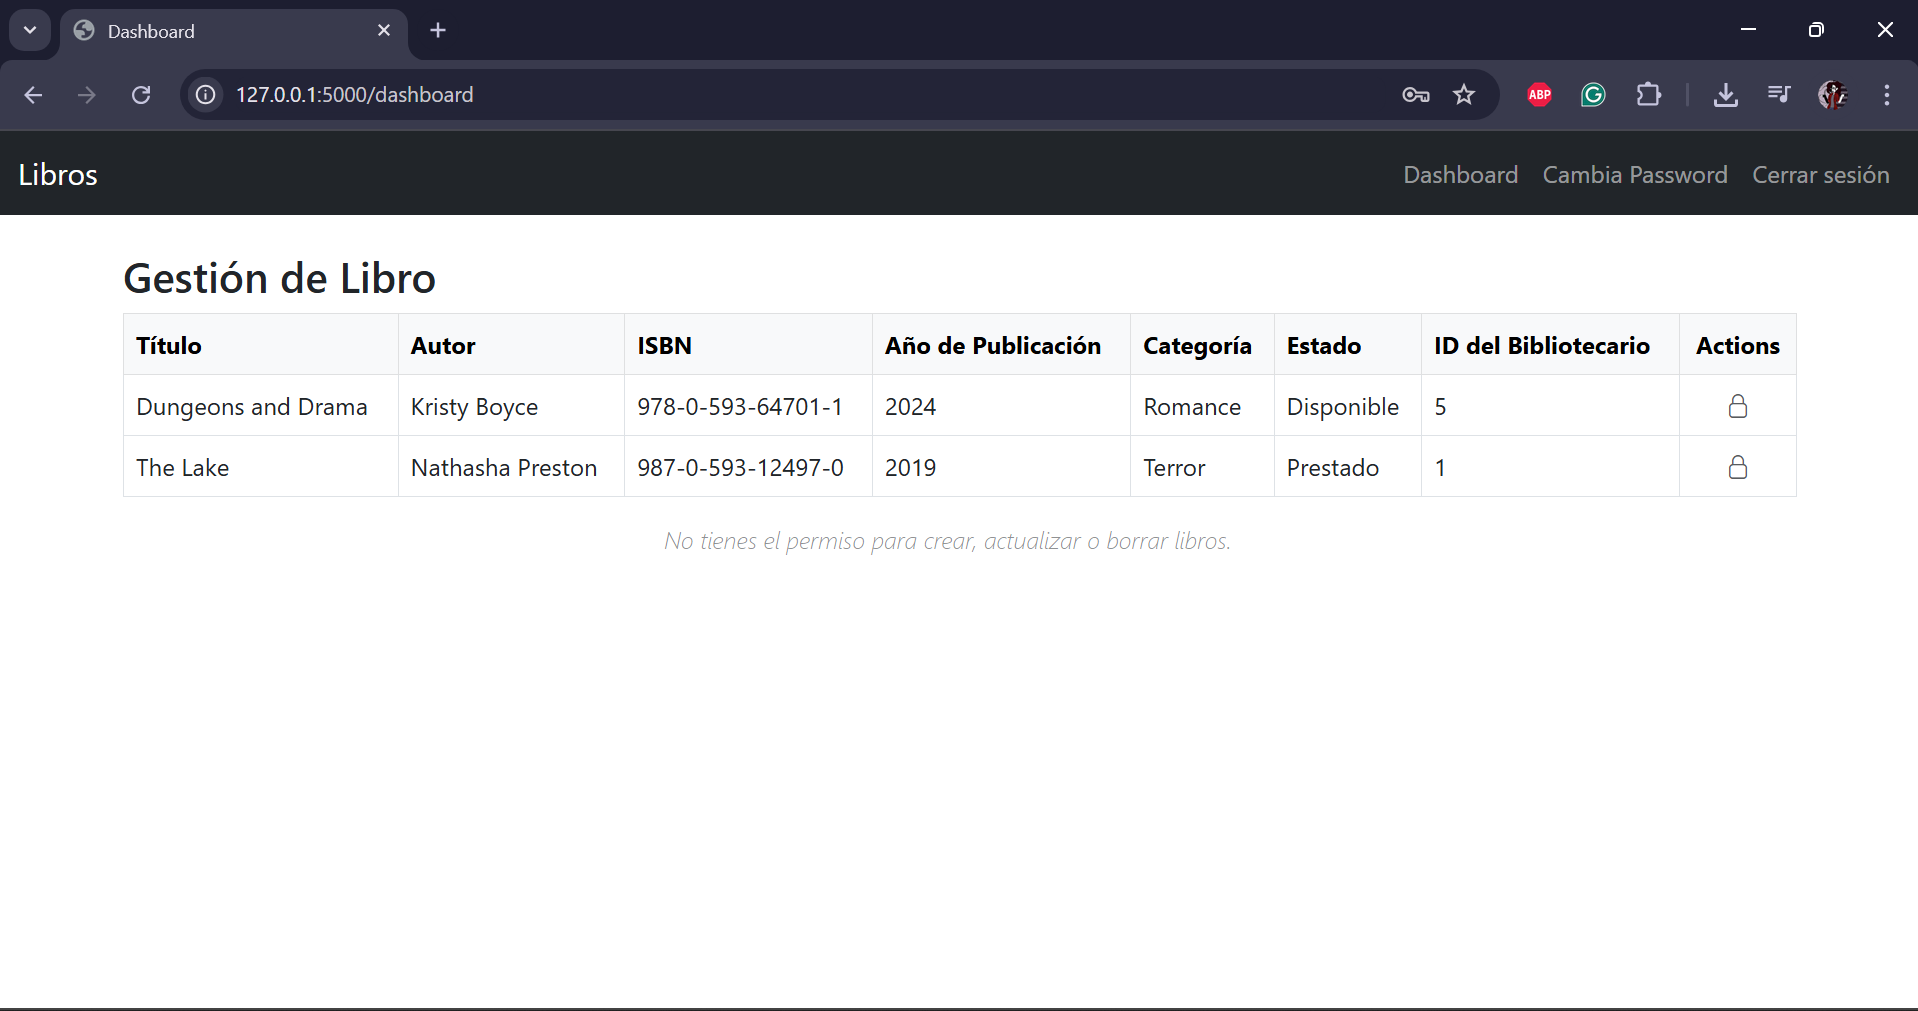 Dashboard
127.0.0.1:5000/dashboard
ABP
G
Libros
Dashboard Cambia Password Cerrar sesión
Gestión de Libro
Título Autor ISBN Año de Publicación Categoría Estado ID del Bibliotecario Actions
Dungeons and Drama Kristy Boyce 978-0-593-64701-1 2024 Romance Disponible 5
The Lake Nathasha Preston 987-0-593-12497-0 2019 Terror Prestado 1
No tienes el permiso para crear, actualizar o borrar libros.